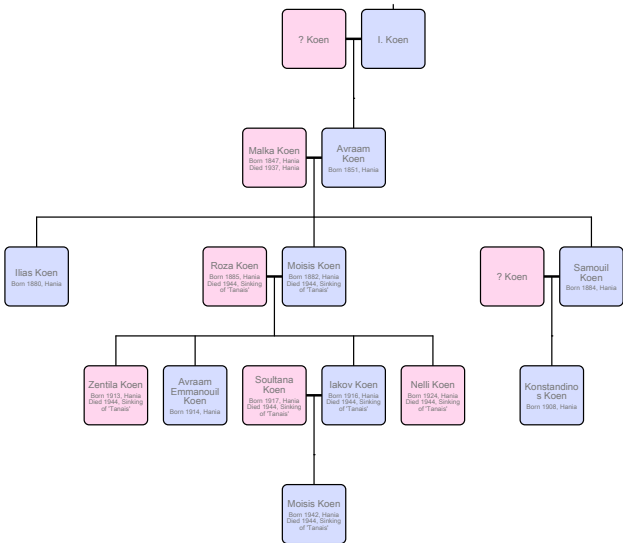 ? Koen
I. Koen
Malka Koen
Born 1847, Hania
Died 1937, Hania
Avraam
Koen
Born 1851, Hania
Ilias Koen
Born 1880, Hania
Roza Koen
Born 1885, Hania
Died 1944, Sinking
of 'Tanais'
Moisis Koen
Born 1882, Hania
Died 1944, Sinking
of 'Tanais'
? Koen
Samouil
Koen
Born 1884, Hania
Zentila Koen
Born 1913, Hania
Died 1944, Sinking
of 'Tanais'
Avraam
Emmanouil
Koen
Born 1914, Hania
Soultana
Koen
Born 1917, Hania
Died 1944, Sinking
of 'Tanais'
Iakov Koen
Born 1916, Hania
Died 1944, Sinking
of 'Tanais'
Nelli Koen
Born 1924, Hania
Died 1944, Sinking
of 'Tanais'
Konstandino
s Koen
Born 1908, Hania
Moisis Koen
Born 1942, Hania
Died 1944, Sinking
of 'Tanais'